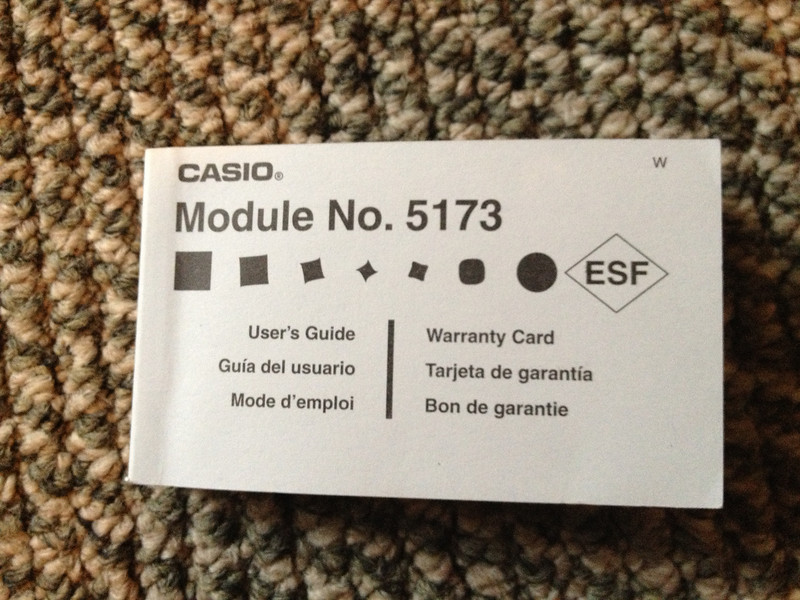 CASIO®
W
Module No. 5173
ESF
User's Guide
Guía del usuario
Mode d'emploi
Warranty Card
Tarjeta de garantía
Bon de garantie